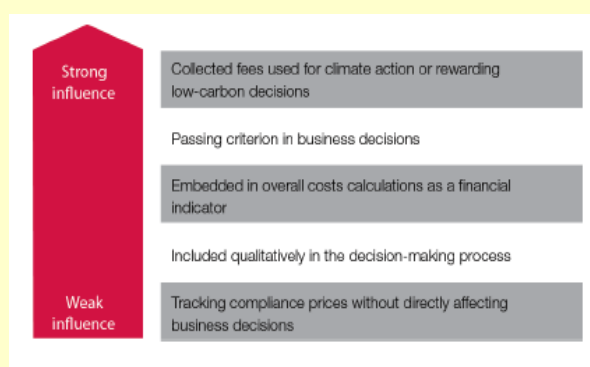 Strong
influence
Collected fees used for climate action or rewarding
low-carbon decisions
Passing criterion in business decisions
Embedded in overall costs calculations as a financial
indicator
Included qualitatively in the decision-making process
Weak
influence
Tracking compliance prices without directly affecting
business decisions